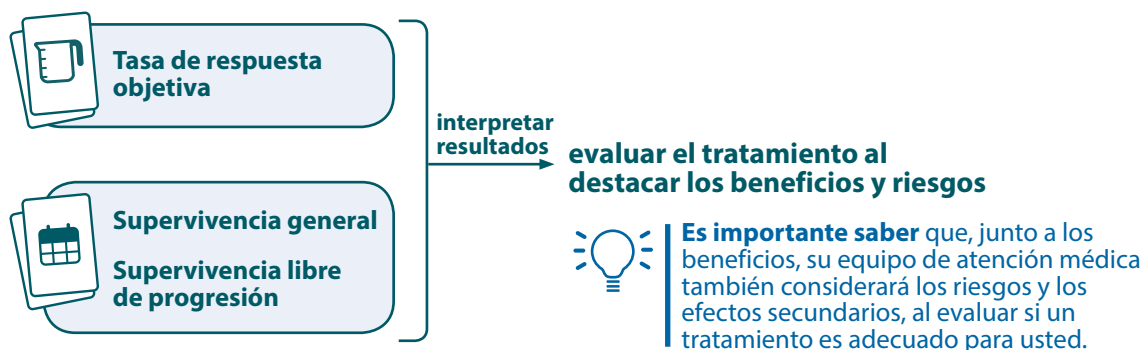 Tasa de respuesta
objetiva
Supervivencia general
Supervivencia libre
de progresión
interpretar
resultados
evaluar el tratamiento al
destacar los beneficios y riesgos
Es importante saber que, junto a los
beneficios, su equipo de atención médica
también considerará los riesgos y los
efectos secundarios, al evaluar si un
tratamiento es adecuado para usted.